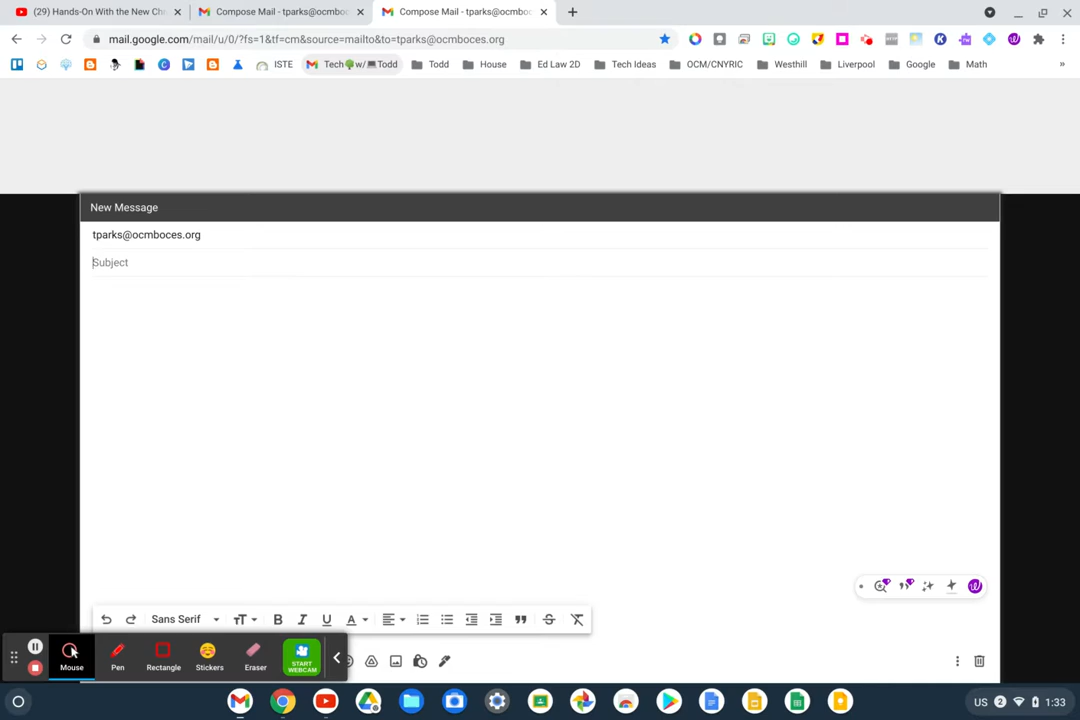 (29) Hands-On With the New Ch
Compose Mail - tparks@ocmbo
Compose Mail - tparks@ocmbo
mail.google.com/mail/u/0/?fs=1&tf=cm&source=mailto&to=tparks@ocmboces.org
ISTE
Tech w/ Todd
Todd
House
Ed Law 2D
Tech Ideas
OCM/CNYRIC
Westhill
Liverpool
Google
Math
»
New Message
tparks@ocmboces.org
Subject
Sans Serif
B I U A
Mouse
Pen
Rectangle
Stickers
Eraser
START
WEBCAM
US 2 1:33